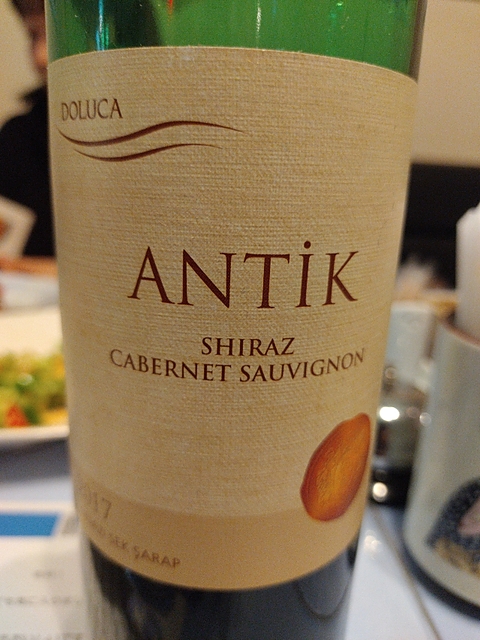 DOLUCA
ANTİK
SHIRAZ
CABERNET SAUVIGNON
2017
SEK ŞARAP